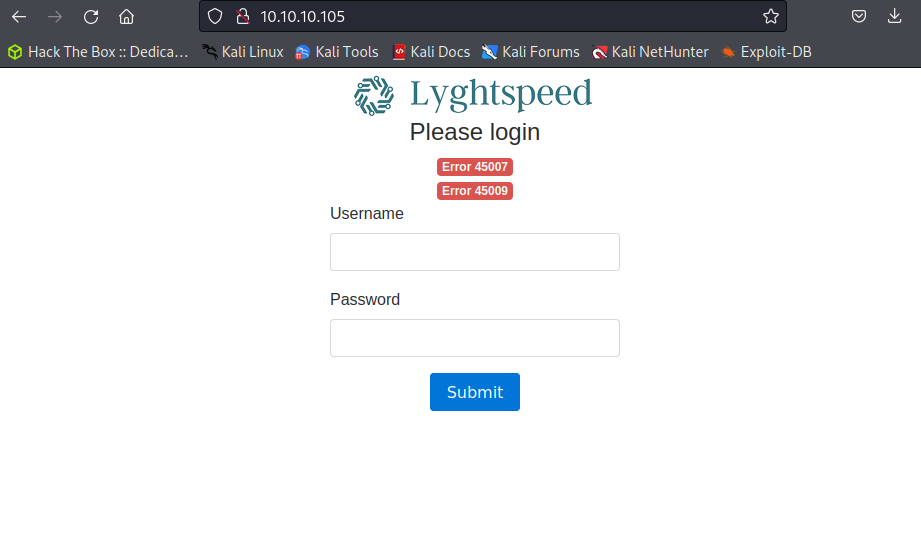 10.10.10.105
Hack The Box :: Dedica… Kali Linux Kali Tools Kali Docs Kali Forums Kali NetHunter Exploit-DB
Lyghtspeed
Please login
Error 45007
Error 45009
Username
Password
Submit